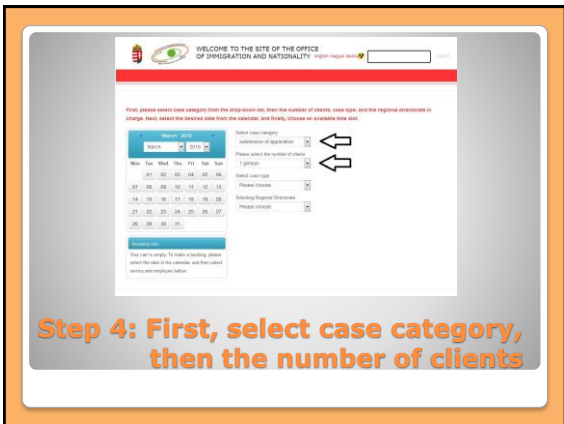 WELCOME TO THE SITE OF THE OFFICE
OF IMMIGRATION AND NATIONALITY english magyar deutsch
Search
First, please select case category from the drop-down list, then the number of clients, case type, and the regional directorate in
charge. Next, select the desired date from the calendar, and finally, choose an available time slot.
March 2016
March 2016
Mon Tue Wed Thu Fri Sat Sun
01 02 03 04 05 06
07 08 09 10 11 12 13
14 15 16 17 18 19 20
21 22 23 24 25 26 27
28 29 30 31
Booking info
Your cart is empty. To make a booking, please
select the date in the calendar, and then select
service and employee bellow
Select case category
submission of application
Please select the number of clients
1 person
Select case type
Please choose
Selecting Regional Directorate
Please choose
Step 4: First, select case category,
then the number of clients